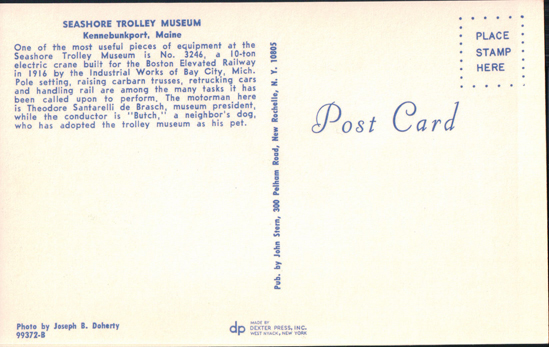 SEASHORE TROLLEY MUSEUM
Kennebunkport, Maine
One of the most useful pieces of equipment at the
Seashore Trolley Museum is No. 3246, a 10-ton
electric crane built for the Boston Elevated Railway
in 1916 by the Industrial Works of Bay City, Mich.
Pole setting, raising carbarn trusses, retrucking cars
and handling rail are among the many tasks it has
been called upon to perform. The motorman here
is Theodore Santarelli de Brasch, museum president,
while the conductor is "Butch," a neighbor's dog,
who has adopted the trolley museum as his pet.
Photo by Joseph B. Doherty
99372-B
Pub. by John Stern, 300 Pelham Road, New Rochelle, N. Y. 10805
dp
MADE BY
DEXTER PRESS, INC.
WEST NYACK, NEW YORK
Post Card
PLACE
STAMP
HERE